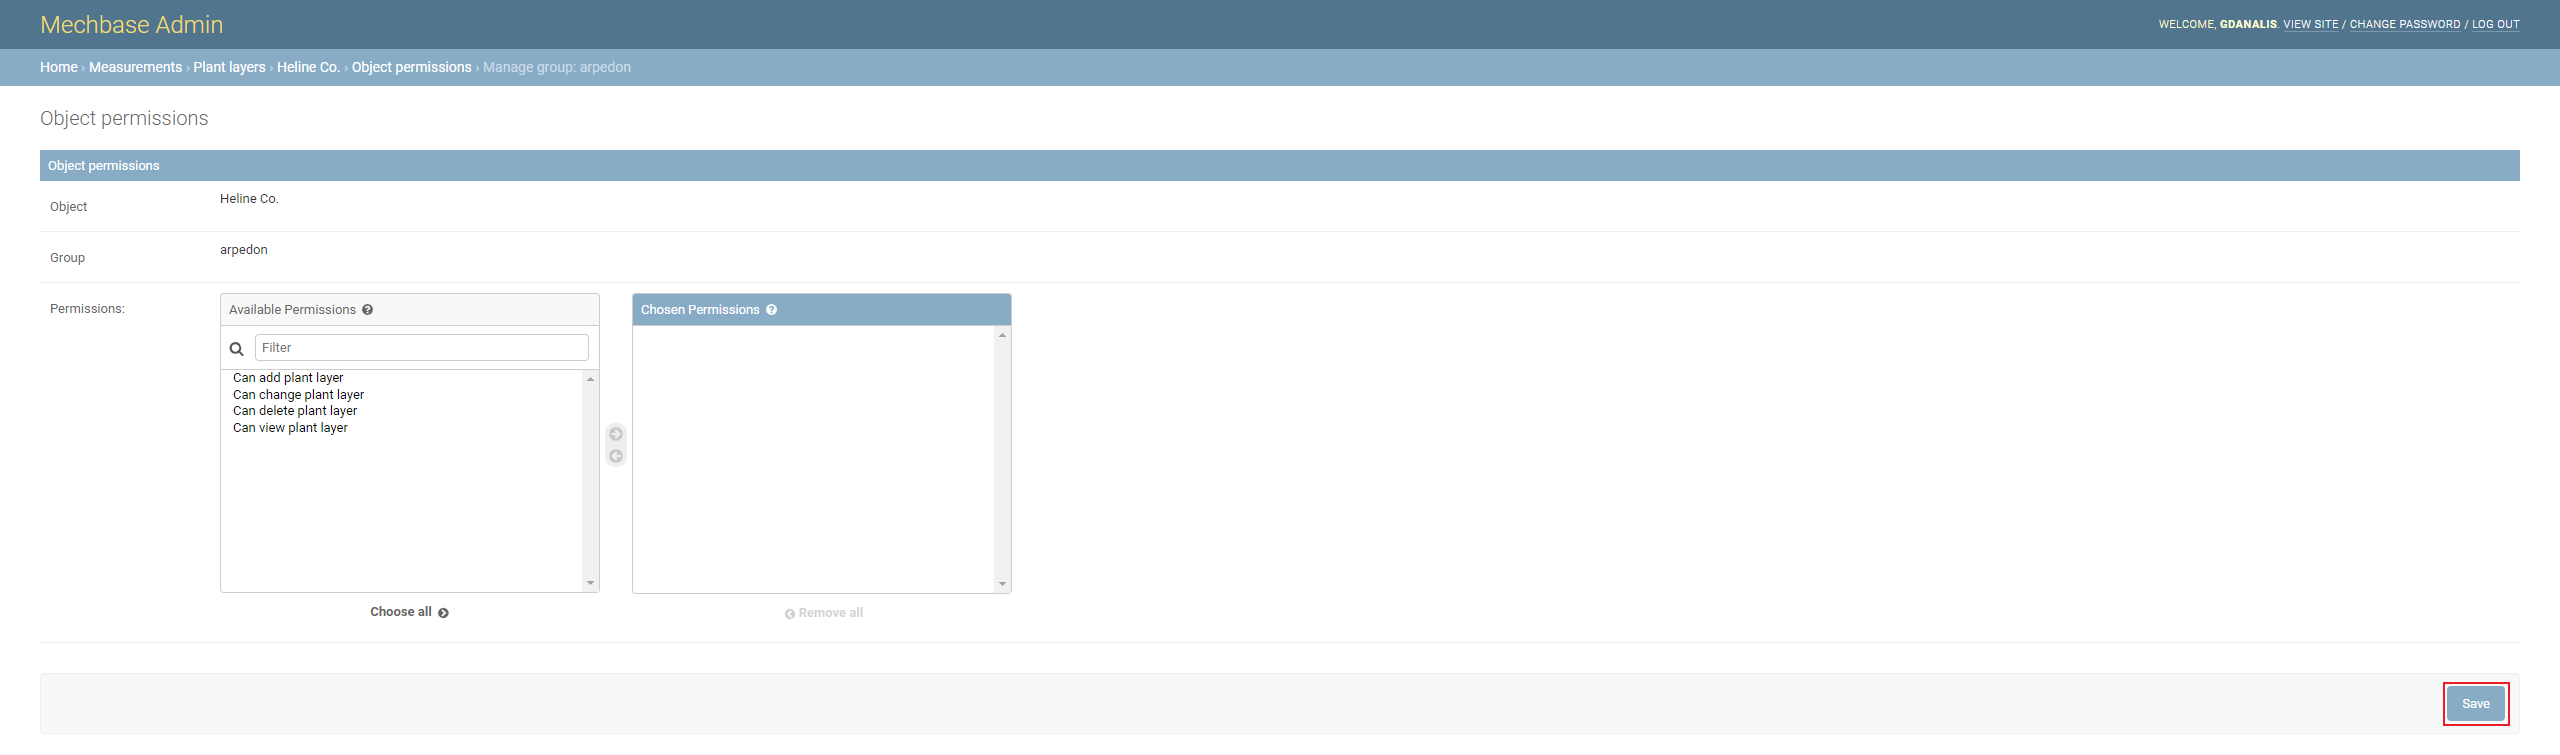 Mechbase Admin
WELCOME, GDANALIS. VIEW SITE / CHANGE PASSWORD / LOG OUT
Home › Measurements › Plant layers › Heline Co. › Object permissions › Manage group: arpedon
Object permissions
Object permissions
Object
Heline Co.
Group
arpedon
Permissions:
Available Permissions ?
Filter
Can add plant layer
Can change plant layer
Can delete plant layer
Can view plant layer
Choose all
Chosen Permissions ?
Remove all
Save